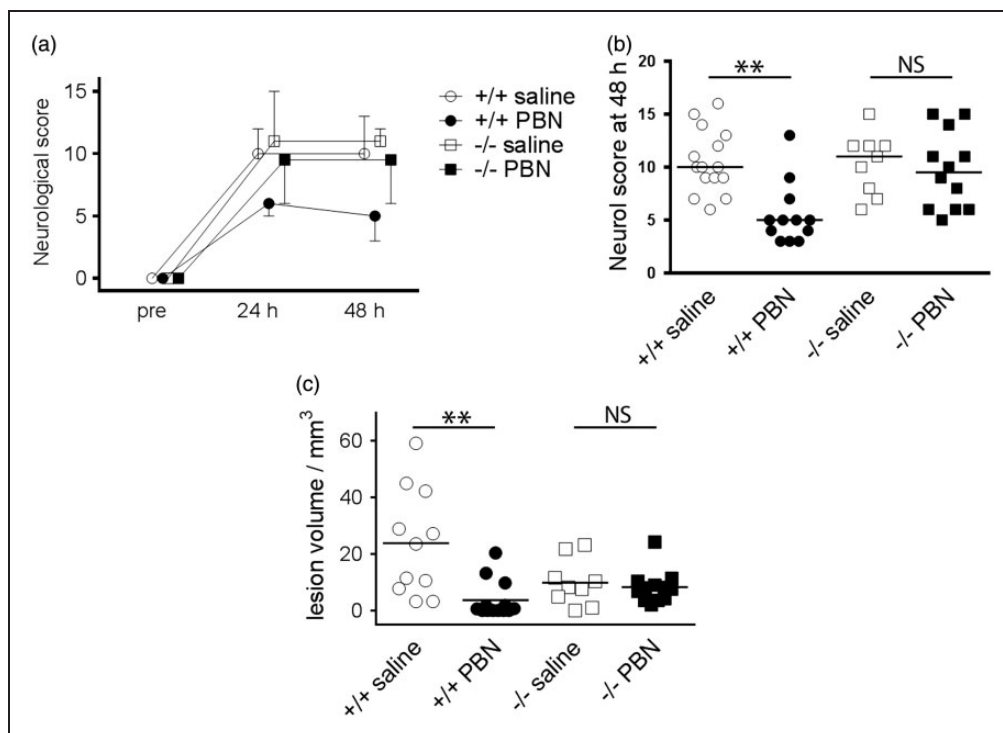 (a)
Neurological score
15
10
5
0
pre
24 h
48 h
+/+ saline
+/+ PBN
-/- saline
-/- PBN
(b)
Neurol score at 48 h
20
15
10
5
0
**
NS
+/+ saline
+/+ PBN
-/- saline
-/- PBN
(c)
lesion volume / mm³
60
40
20
0
**
NS
+/+ saline
+/+ PBN
-/- saline
-/- PBN